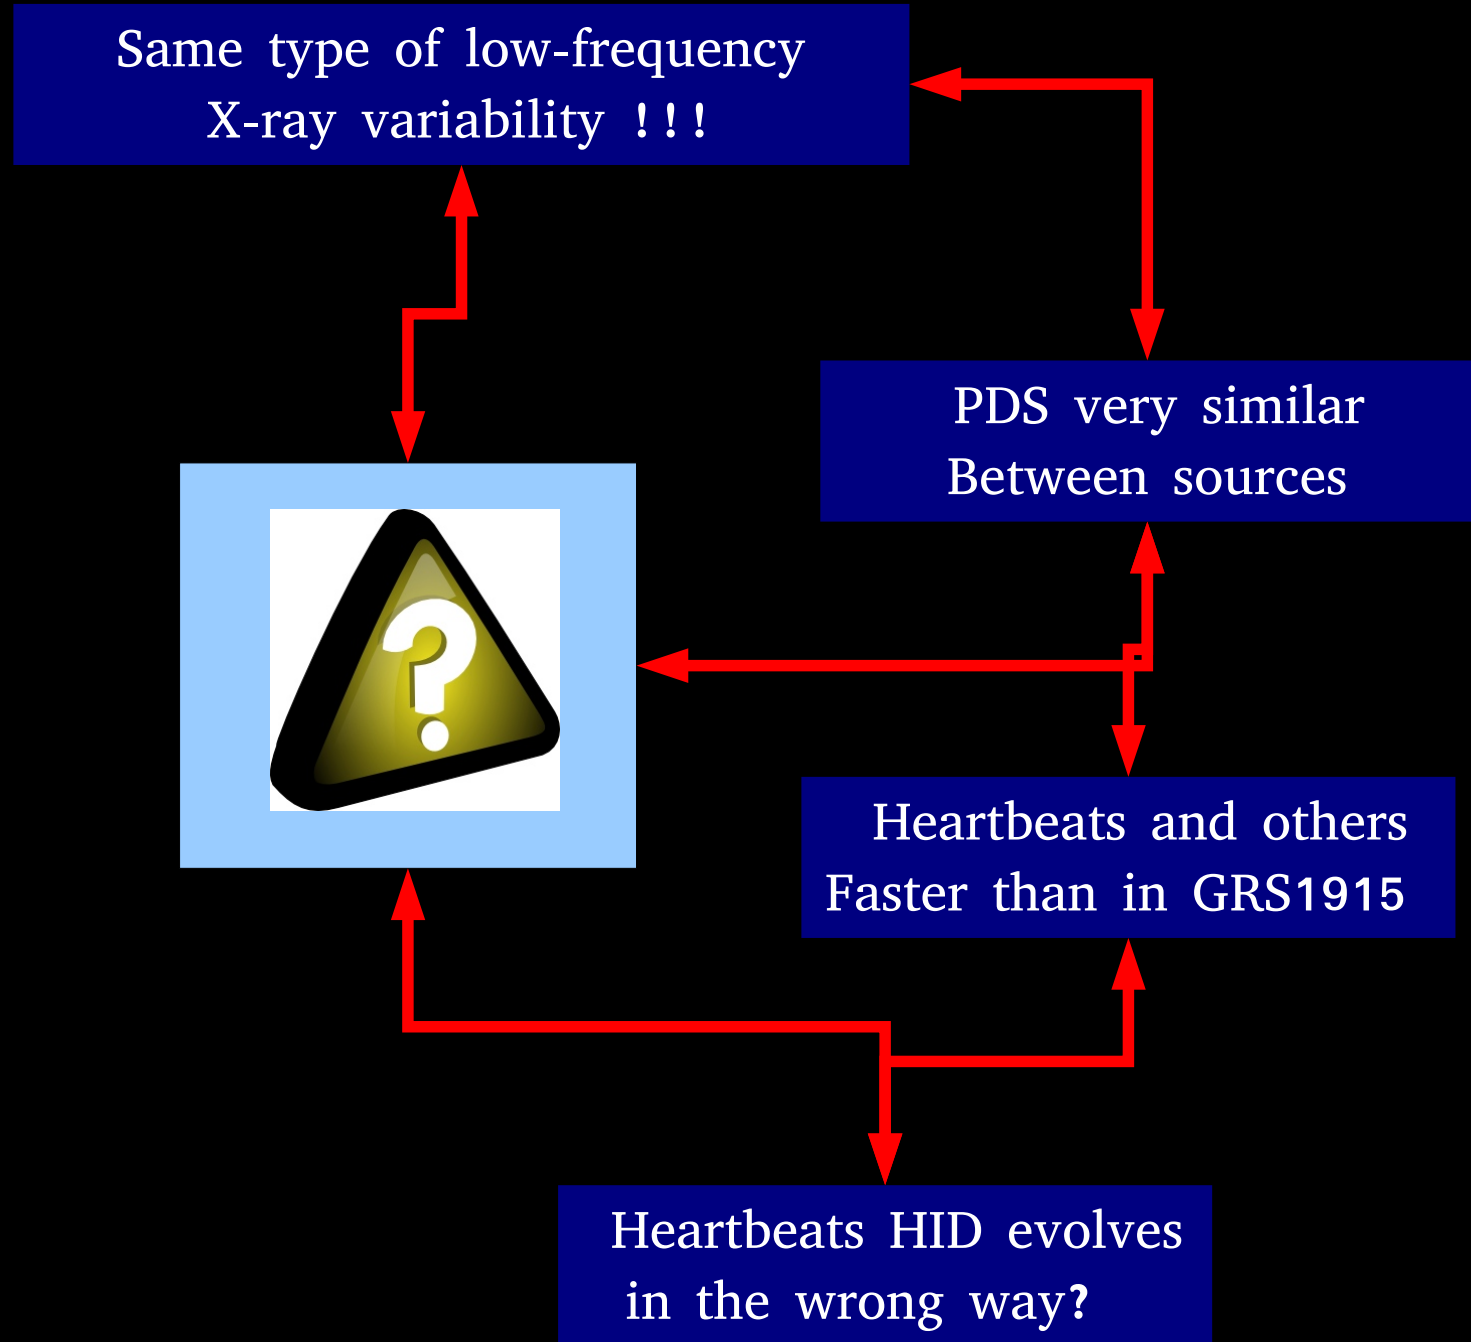 Same type of low-frequency
X-ray variability !!!
PDS very similar
Between sources
?
Heartbeats and others
Faster than in GRS1915
Heartbeats HID evolves
in the wrong way?